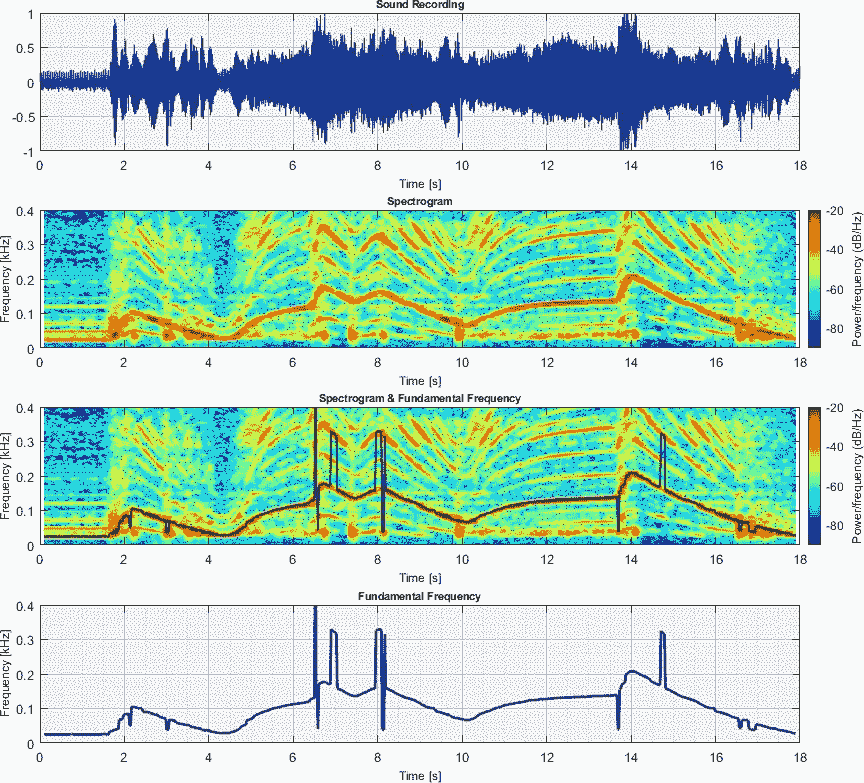 Sound Recording
1
0.5
0
-0.5
-1
0 2 4 6 8 10 12 14 16 18
Time [s]
Spectrogram
Frequency [kHz]
0.4
0.3
0.2
0.1
0
0 2 4 6 8 10 12 14 16 18
Time [s]
-20
-40
-60
-80
Power/frequency (dB/Hz)
Spectrogram & Fundamental Frequency
Frequency [kHz]
0.4
0.3
0.2
0.1
0
0 2 4 6 8 10 12 14 16 18
Time [s]
-20
-40
-60
-80
Power/frequency (dB/Hz)
Fundamental Frequency
Frequency [kHz]
0.4
0.3
0.2
0.1
0
0 2 4 6 8 10 12 14 16 18
Time [s]